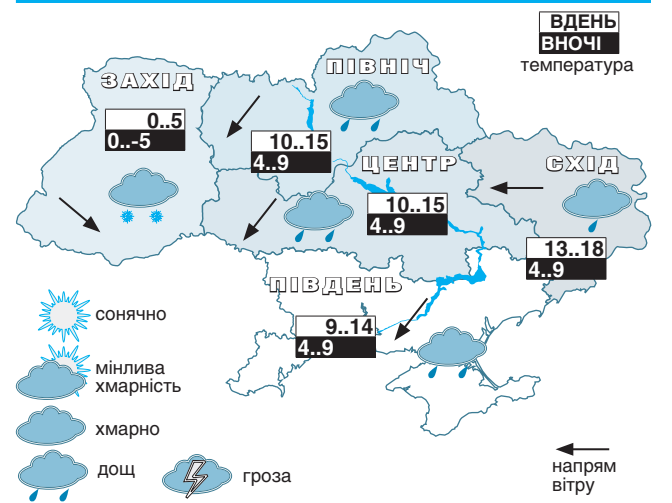 ВДЕНЬ
ВНОЧІ
температура
ПІВНІЧ
ЗАХІД
0..5
0..-5
10..15
4..9
ЦЕНТР
СХІД
10..15
4..9
13..18
4..9
ПІВДЕНЬ
9..14
4..9
сонячно
мінлива
хмарність
хмарно
дощ
гроза
напрям
вітру